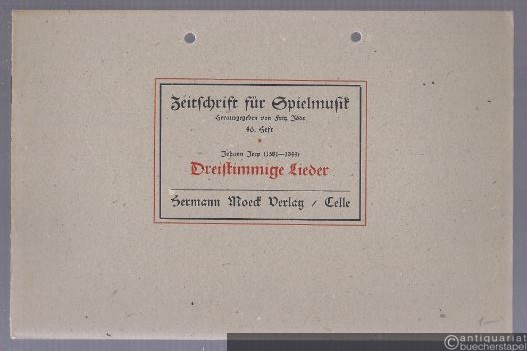 Zeitschrift für Spielmusik
Herausgegeben von Fritz Jöde
46. Heft
Johann Jeep (1581—1644)
Dreistimmige Lieder
Hermann Moeck Verlag / Celle
antiquariat
buecherstapel